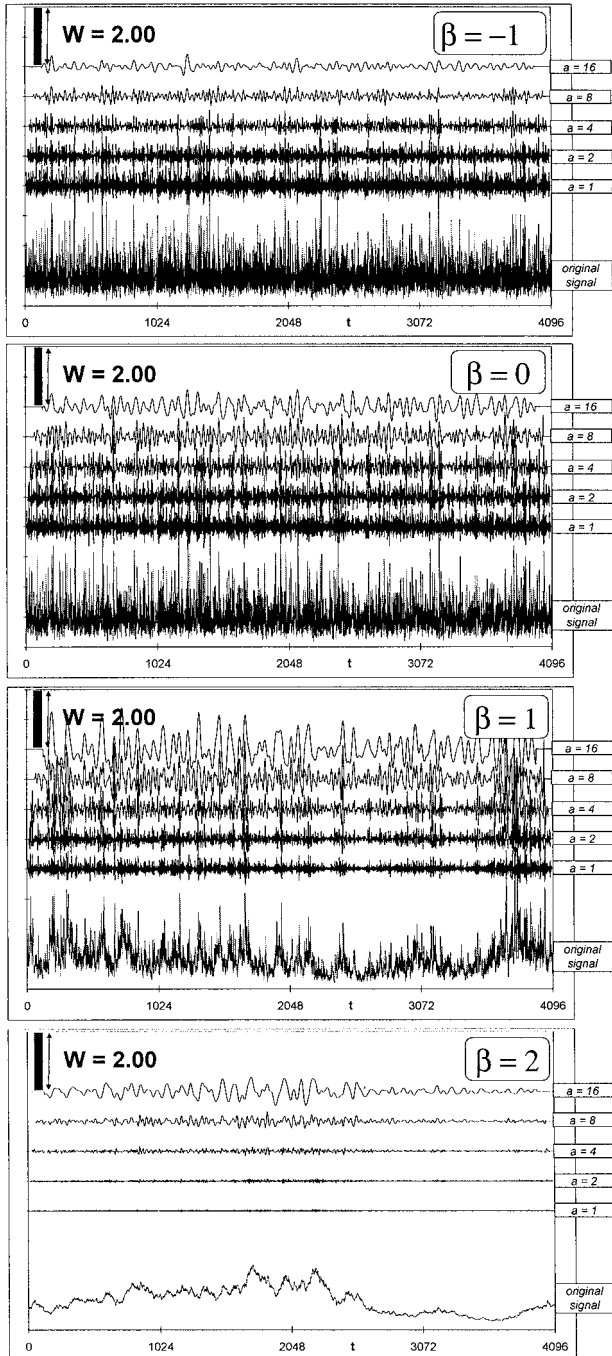 W = 2.00
β = −1
a = 16
a = 8
a = 4
a = 2
a = 1
original
signal
0 1024 2048 t 3072 4096
W = 2.00
β = 0
a = 16
a = 8
a = 4
a = 2
a = 1
original
signal
0 1024 2048 t 3072 4096
W = 2.00
β = 1
a = 16
a = 8
a = 4
a = 2
a = 1
original
signal
0 1024 2048 t 3072 4096
W = 2.00
β = 2
a = 16
a = 8
a = 4
a = 2
a = 1
original
signal
0 1024 2048 t 3072 4096